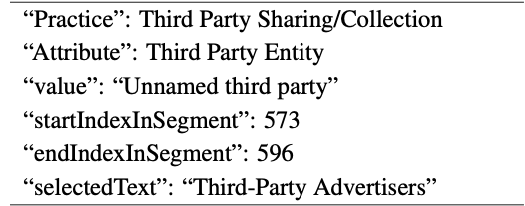 “Practice”: Third Party Sharing/Collection
“Attribute”: Third Party Entity
“value”: “Unnamed third party”
“startIndexInSegment”: 573
“endIndexInSegment”: 596
“selectedText”: “Third-Party Advertisers”